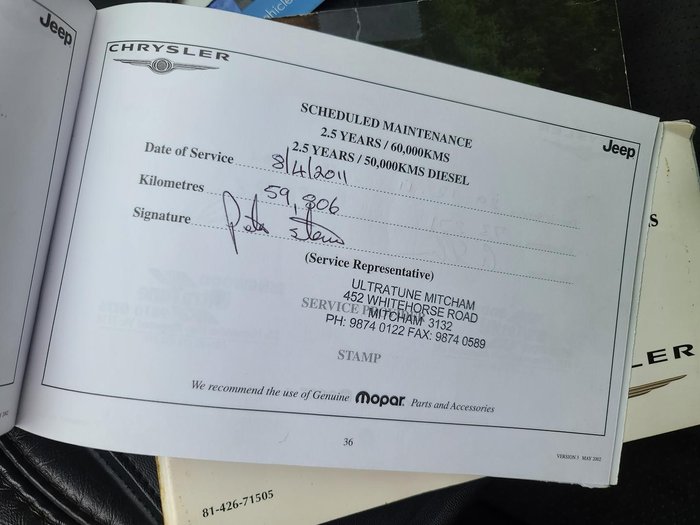 Jeep
vehicle
CHRYSLER
Jeep
SCHEDULED MAINTENANCE
2.5 YEARS / 60,000KMS
2.5 YEARS / 50,000KMS DIESEL
Date of Service 8/4/2011
Kilometres 59,806
Signature
(Service Representative)
ULTRATUNE MITCHAM
452 WHITEHORSE ROAD
MITCHAM 3132
PH: 9874 0122 FAX: 9874 0589
STAMP
We recommend the use of Genuine Mopar Parts and Accessories
36
VERSION 3 MAY 2002
S
LER
81-426-71505